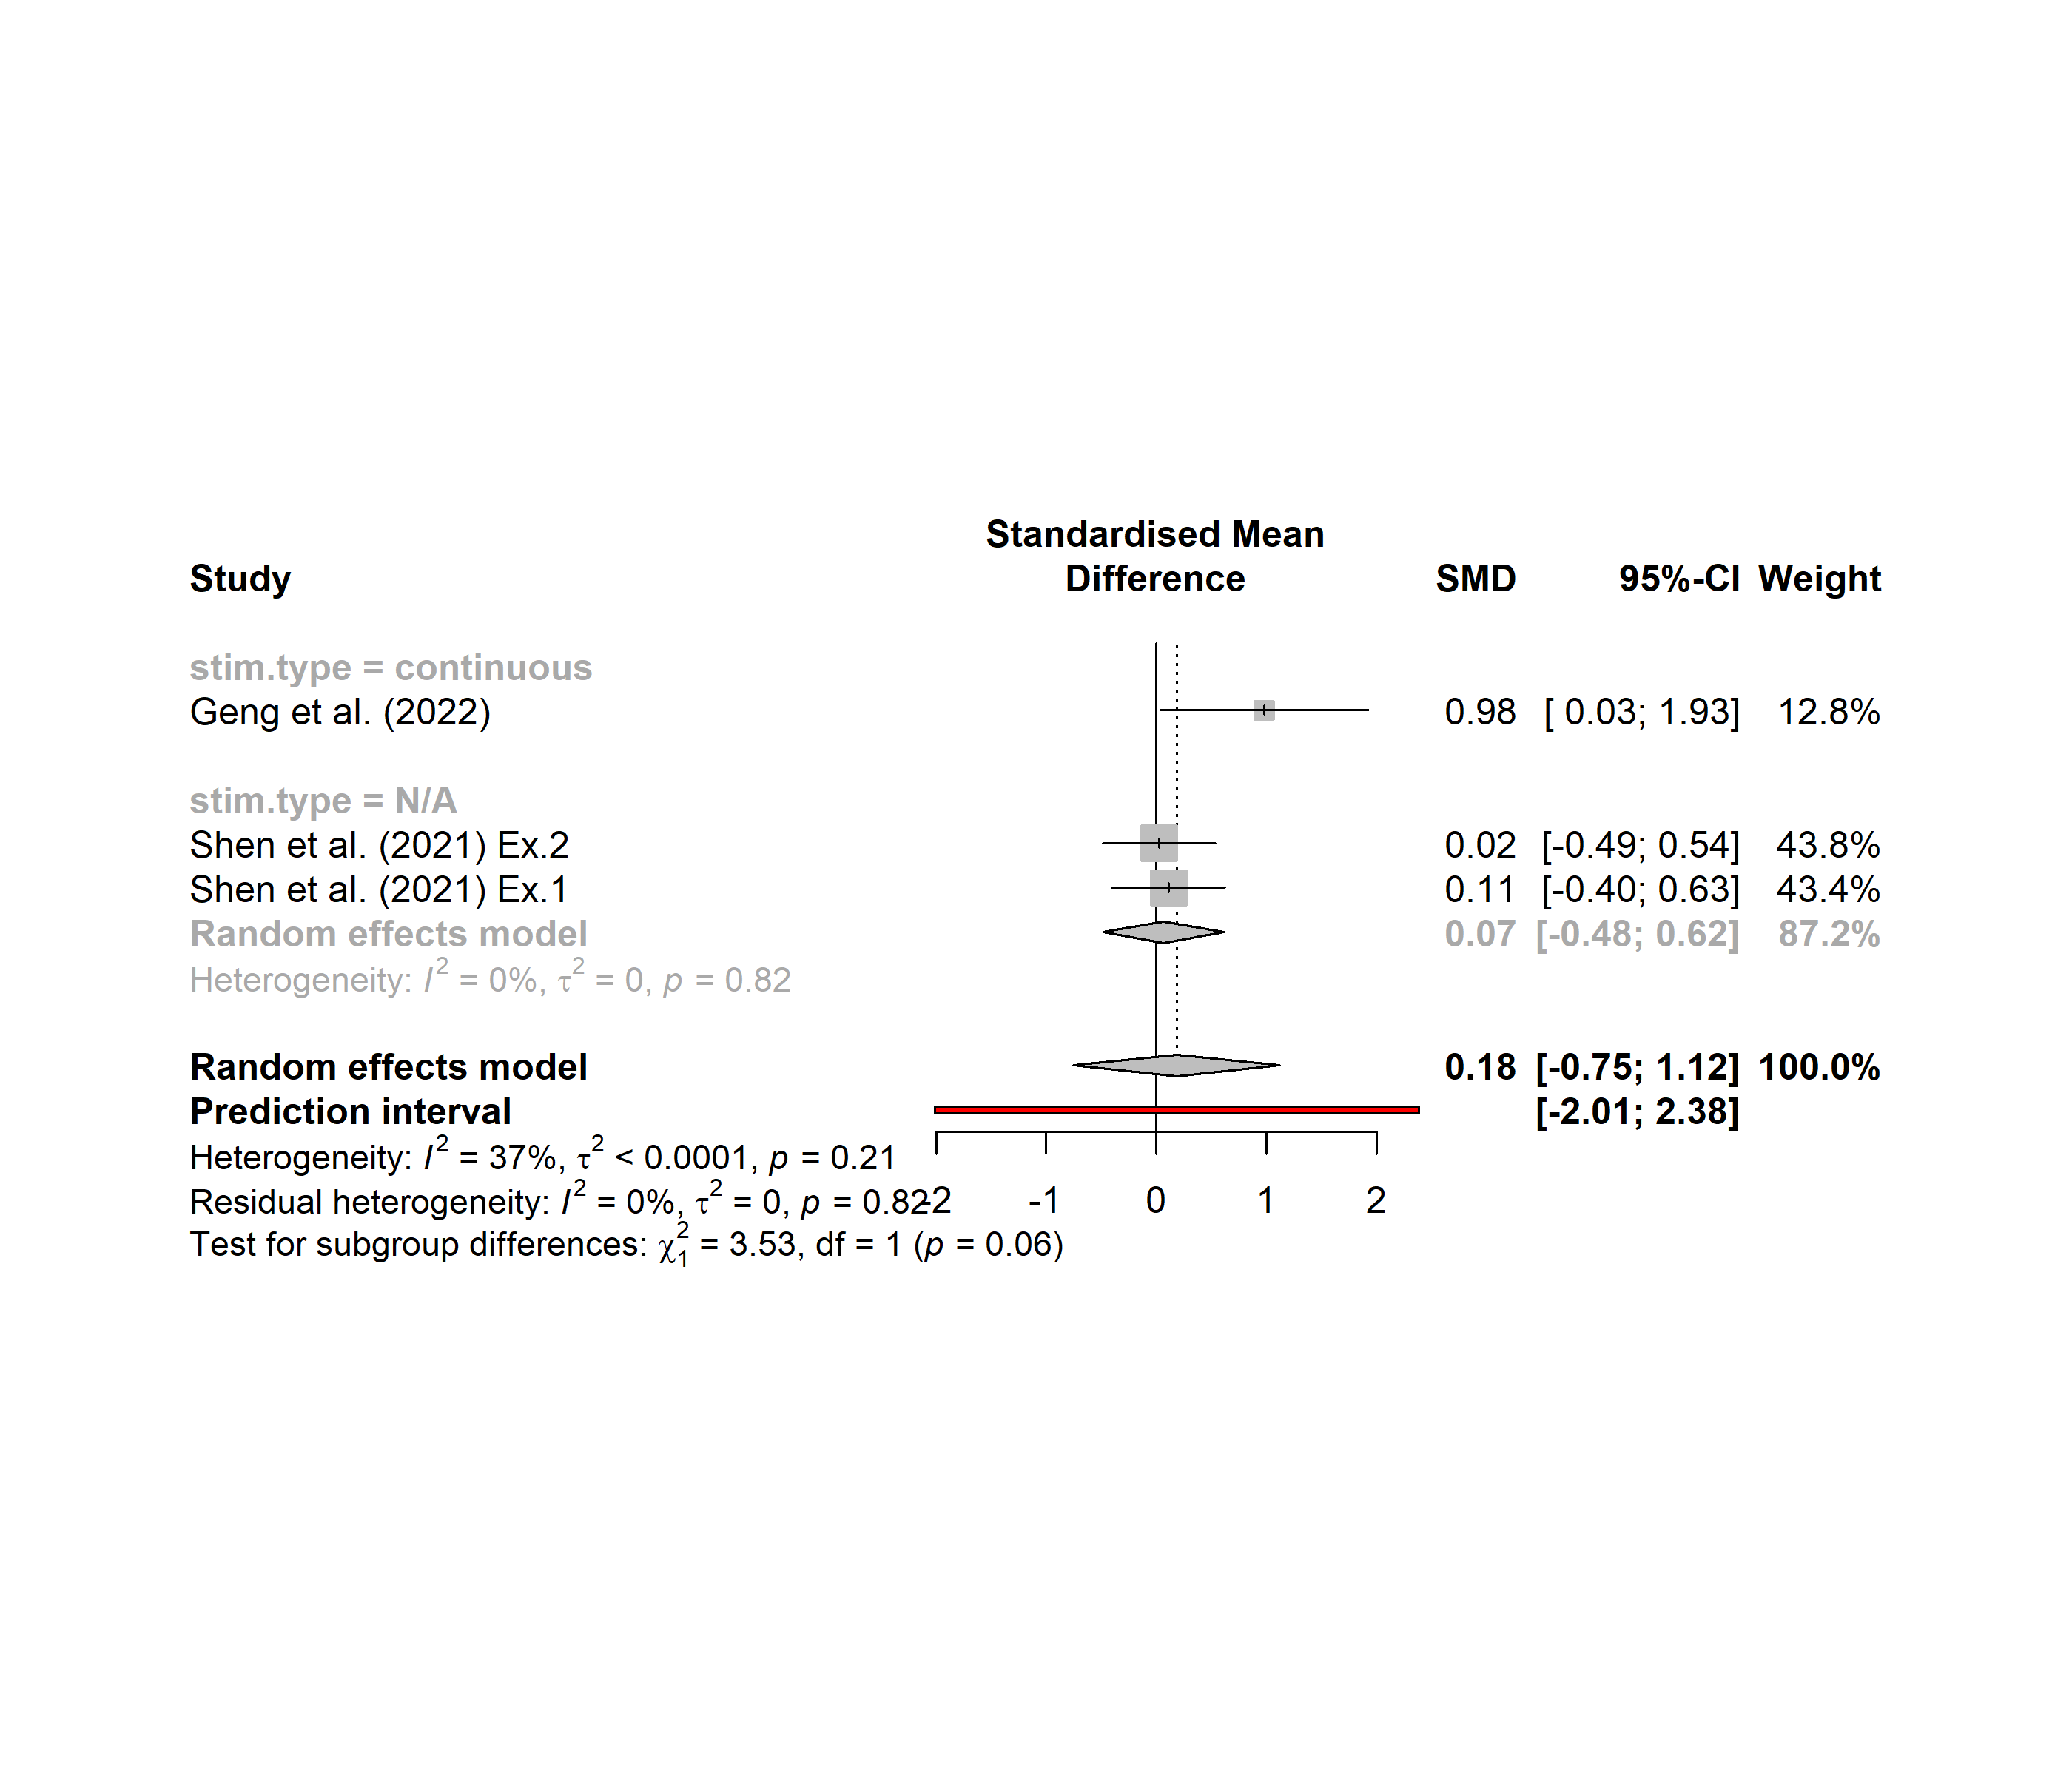 Standardised Mean
Study Difference SMD 95%-CI Weight
stim.type = continuous
Geng et al. (2022) 0.98 [ 0.03; 1.93] 12.8%
stim.type = N/A
Shen et al. (2021) Ex.2 0.02 [-0.49; 0.54] 43.8%
Shen et al. (2021) Ex.1 0.11 [-0.40; 0.63] 43.4%
Random effects model 0.07 [-0.48; 0.62] 87.2%
Heterogeneity: I² = 0%, τ² = 0, p = 0.82
Random effects model 0.18 [-0.75; 1.12] 100.0%
Prediction interval [-2.01; 2.38]
Heterogeneity: I² = 37%, τ² < 0.0001, p = 0.21
Residual heterogeneity: I² = 0%, τ² = 0, p = 0.82
-2 -1 0 1 2
Test for subgroup differences: χ²₁ = 3.53, df = 1 (p = 0.06)